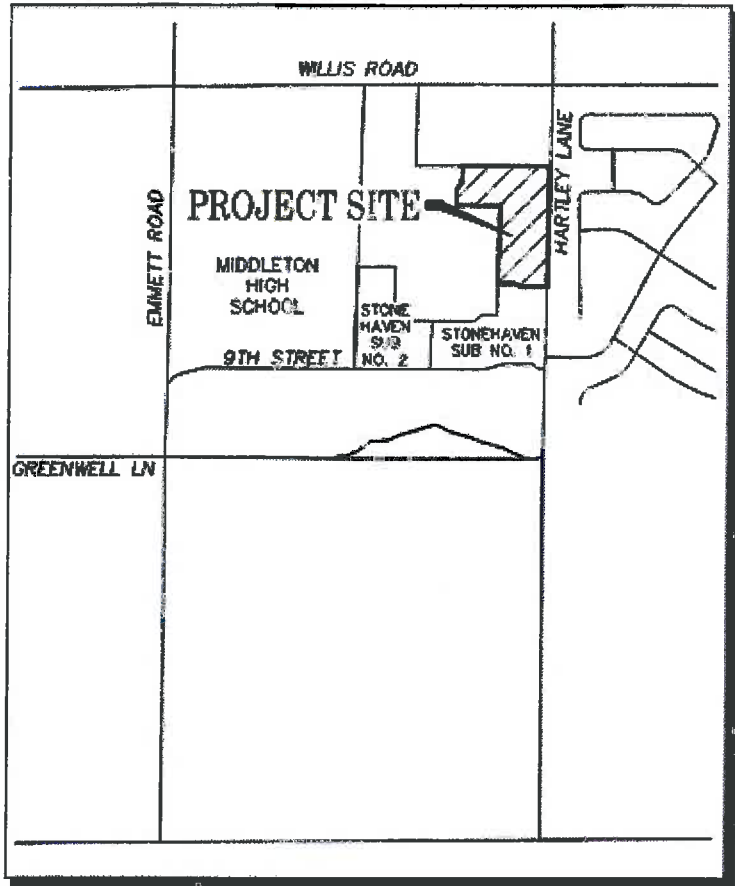 WILLIS ROAD
HARTLEY LANE
EMMETT ROAD
PROJECT SITE
MIDDLETON
HIGH
SCHOOL
STONE
HAVEN
SUB
NO. 2
STONEHAVEN
SUB NO. 1
9TH STREET
GREENWELL LN